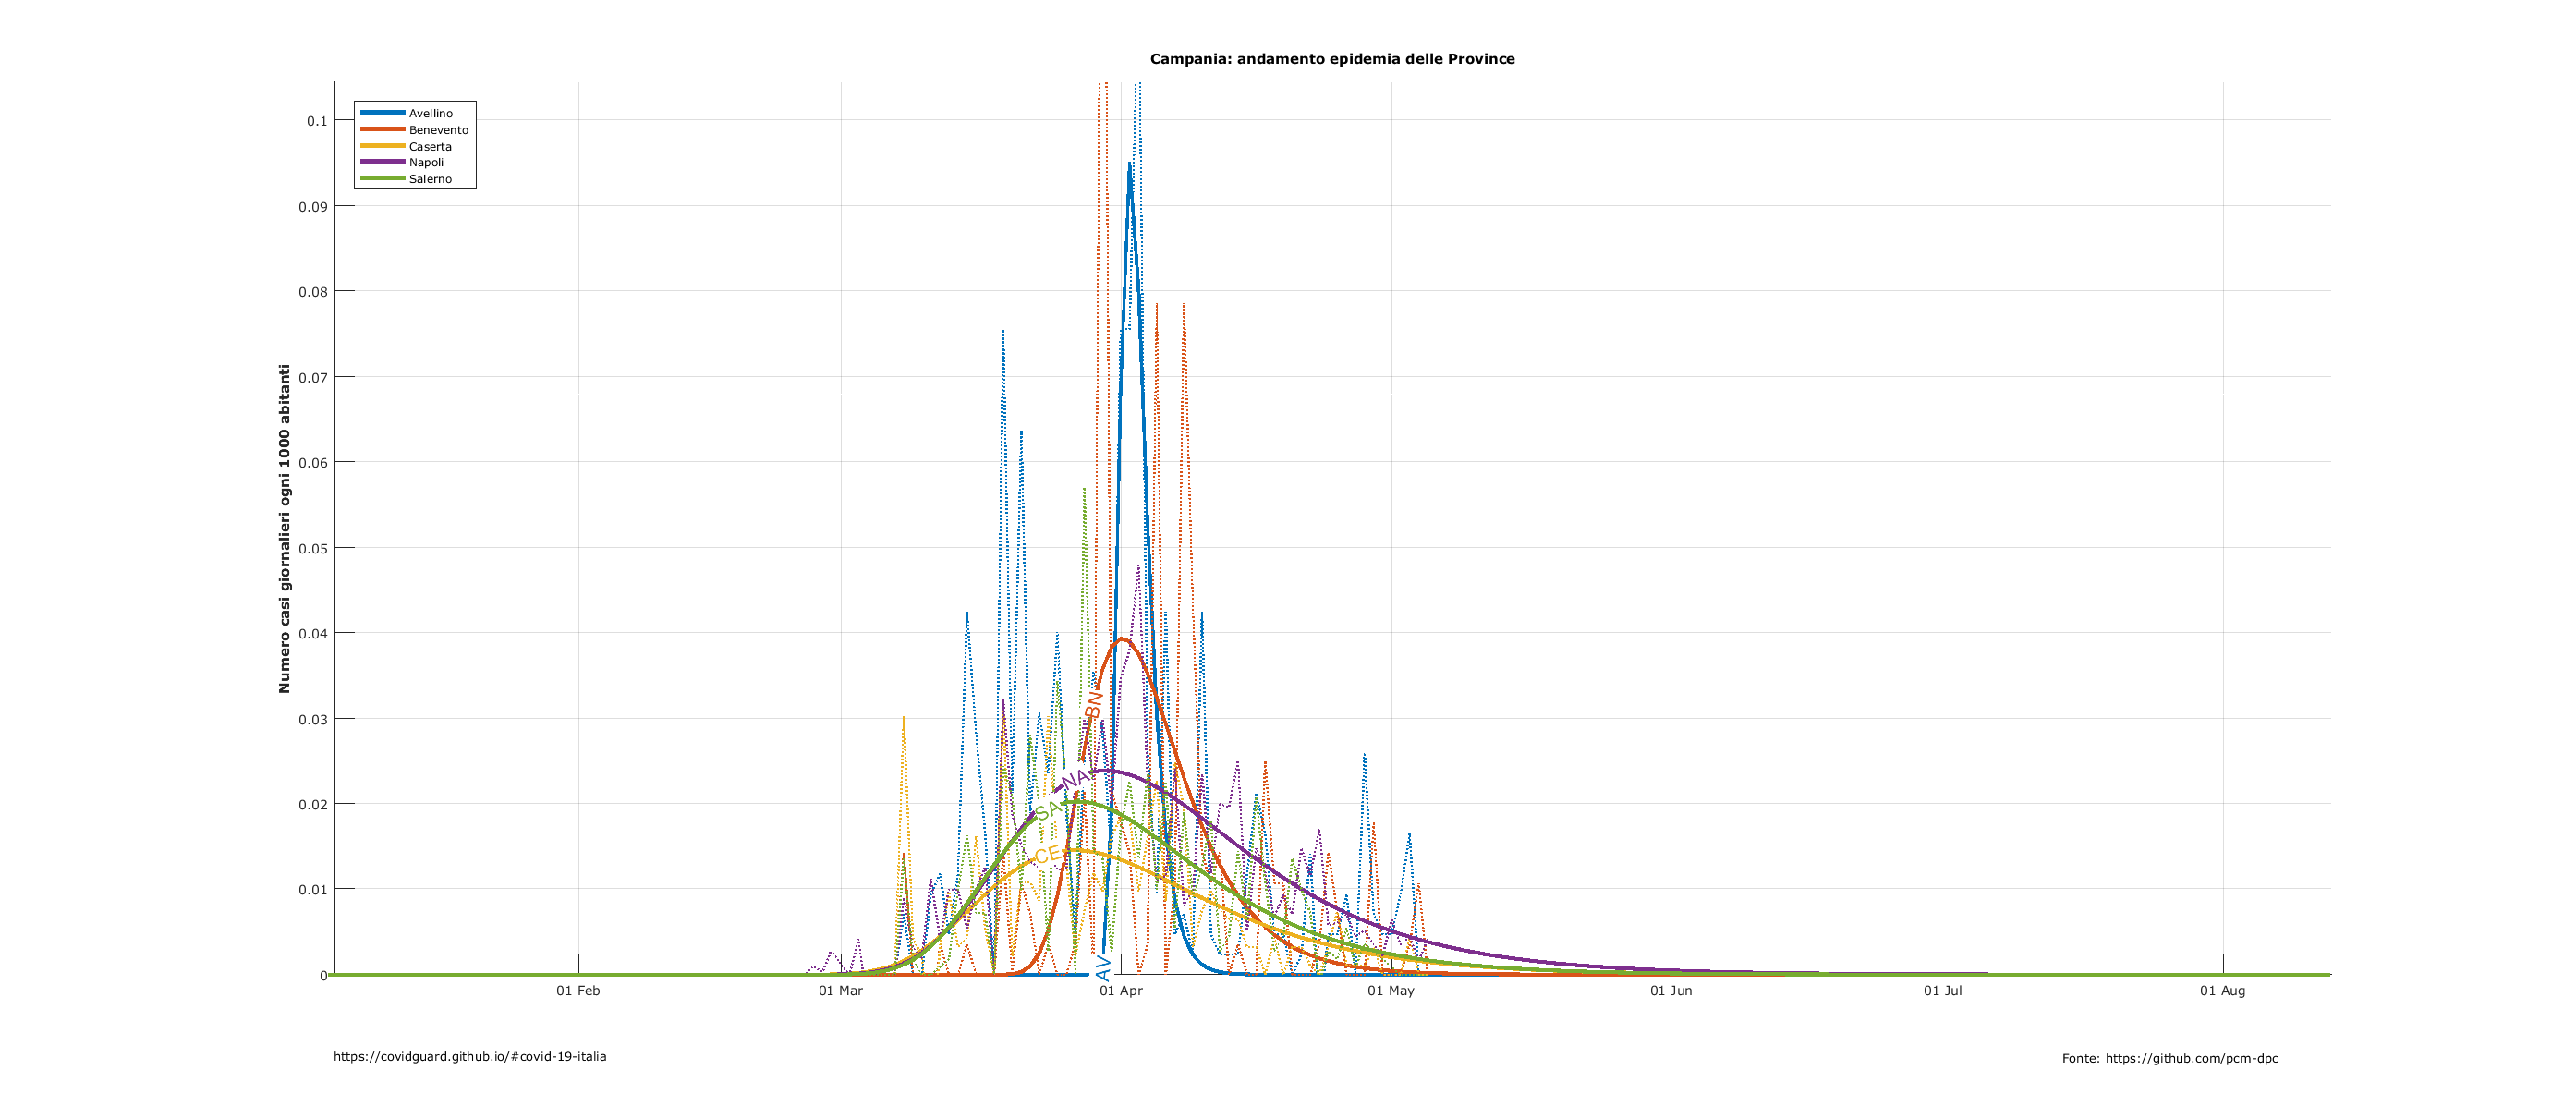 Campania: andamento epidemia delle Province
Avellino
Benevento
Caserta
Napoli
Salerno
Numero casi giornalieri ogni 1000 abitanti
0.1
0.09
0.08
0.07
0.06
0.05
0.04
0.03
0.02
0.01
0
BN
NA
SA
CE
AV
01 Feb
01 Mar
01 Apr
01 May
01 Jun
01 Jul
01 Aug
https://covidguard.github.io/#covid-19-italia
Fonte: https://github.com/pcm-dpc